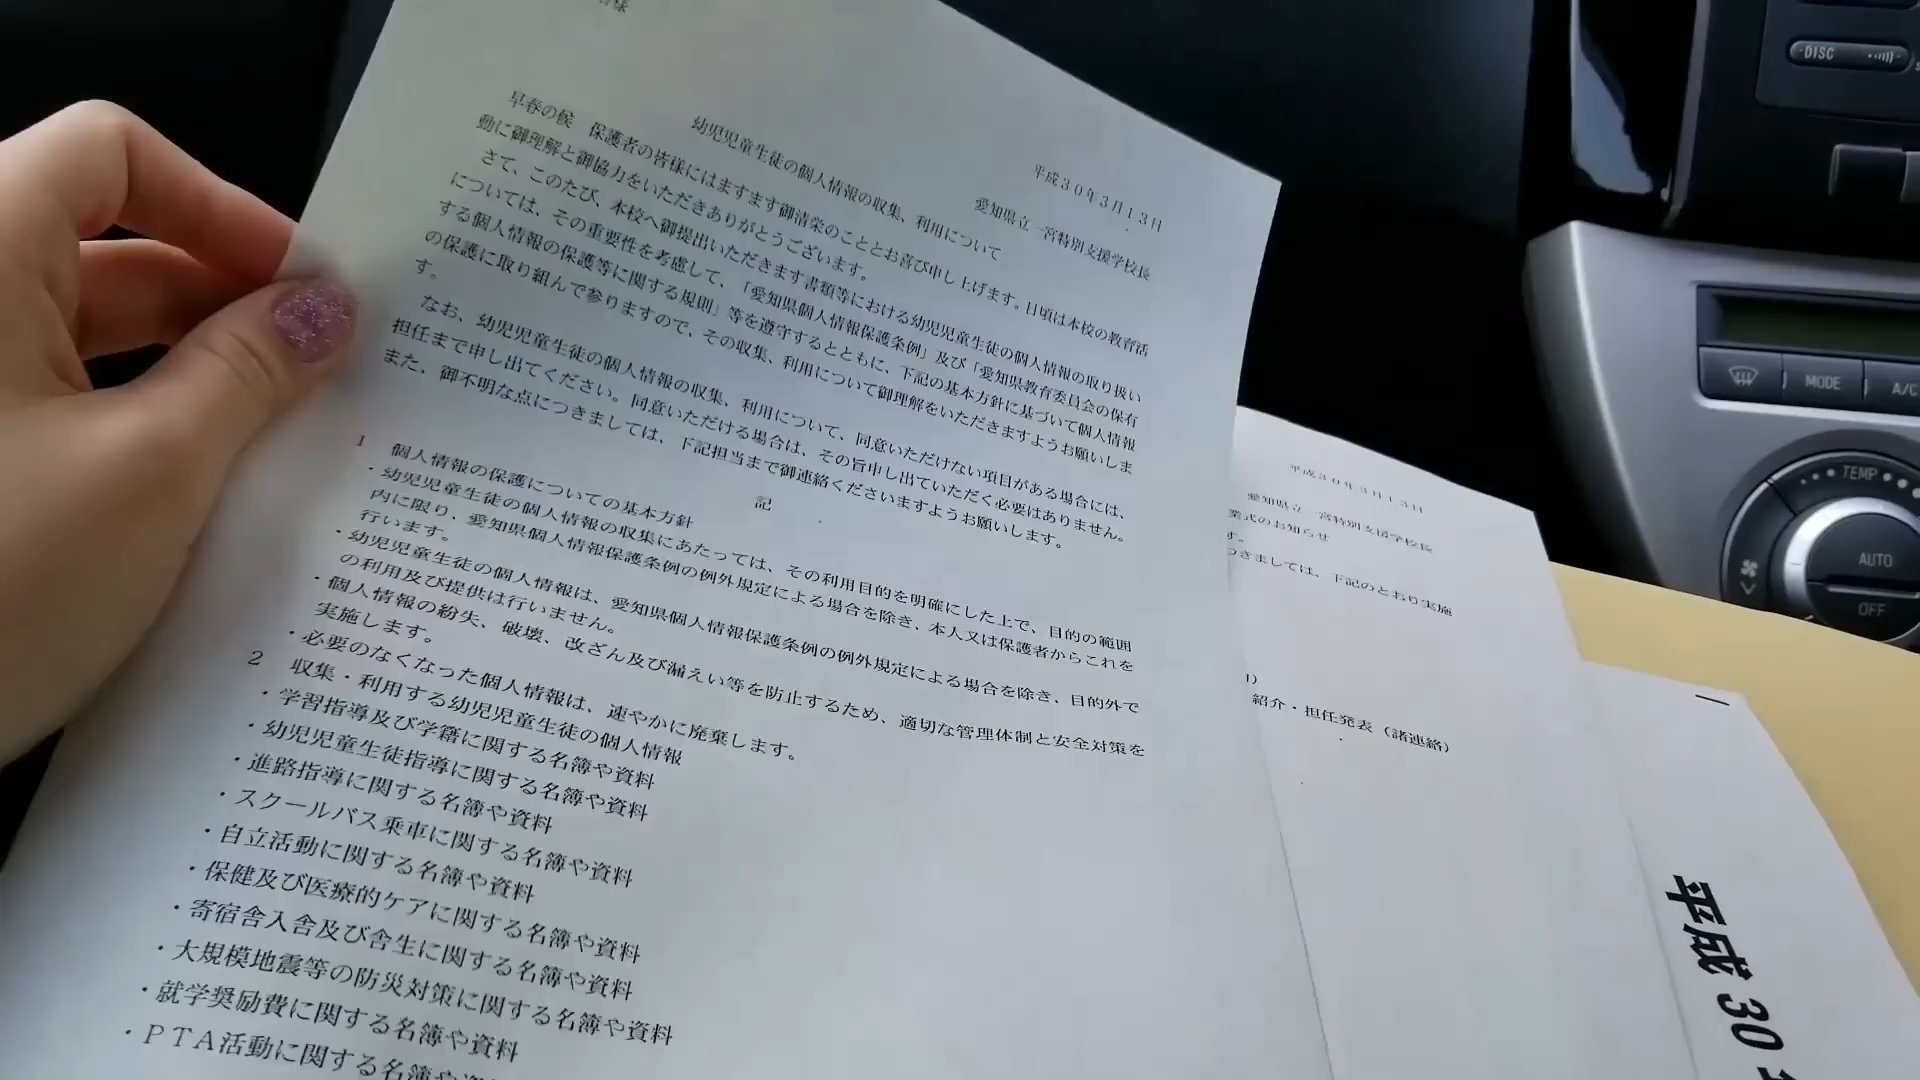 皆様
平成30年3月13日
愛知県立一宮特別支援学校長
幼児児童生徒の個人情報の収集、利用について
早春の候　保護者の皆様にはますます御清栄のこととお喜び申し上げます。日頃は本校の教育活
動に御理解と御協力をいただきありがとうございます。
さて、このたび、本校へ御提出いただきます書類等における幼児児童生徒の個人情報の取り扱い
については、その重要性を考慮して、「愛知県個人情報保護条例」及び「愛知県教育委員会の保有
する個人情報の保護等に関する規則」等を遵守するとともに、下記の基本方針に基づいて個人情報
の保護に取り組んで参りますので、その収集、利用について御理解をいただきますようお願いしま
す。
なお、幼児児童生徒の個人情報の収集、利用について、同意いただけない項目がある場合には、
担任まで申し出てください。同意いただける場合は、その旨申し出ていただく必要はありません。
また、御不明な点につきましては、下記担当まで御連絡くださいますようお願いします。
記
1　個人情報の保護についての基本方針
・幼児児童生徒の個人情報の収集にあたっては、その利用目的を明確にした上で、目的の範囲
内に限り、愛知県個人情報保護条例の例外規定による場合を除き、本人又は保護者からこれを
行います。
・幼児児童生徒の個人情報は、愛知県個人情報保護条例の例外規定による場合を除き、目的外で
の利用及び提供は行いません。
・個人情報の紛失、破壊、改ざん及び漏えい等を防止するため、適切な管理体制と安全対策を
実施します。
・必要のなくなった個人情報は、速やかに廃棄します。
2　収集・利用する幼児児童生徒の個人情報
・学習指導及び学籍に関する名簿や資料
・幼児児童生徒指導に関する名簿や資料
・進路指導に関する名簿や資料
・スクールバス乗車に関する名簿や資料
・自立活動に関する名簿や資料
・保健及び医療的ケアに関する名簿や資料
・寄宿舎入舎及び舎生に関する名簿や資料
・大規模地震等の防災対策に関する名簿や資料
・就学奨励費に関する名簿や資料
・PTA活動に関する名簿や資
平成30年3月13日
愛知県立一宮特別支援学校長
業式のお知らせ
す。
つきましては、下記のとおり実施
1)
紹介・担任発表（諸連絡）
平成 30
DISC
MODE
A/C
TEMP
AUTO
OFF